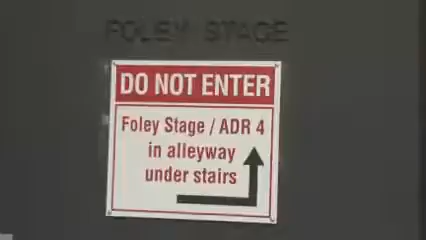 FOLEY STAGE
DO NOT ENTER
Foley Stage / ADR 4
in alleyway
under stairs